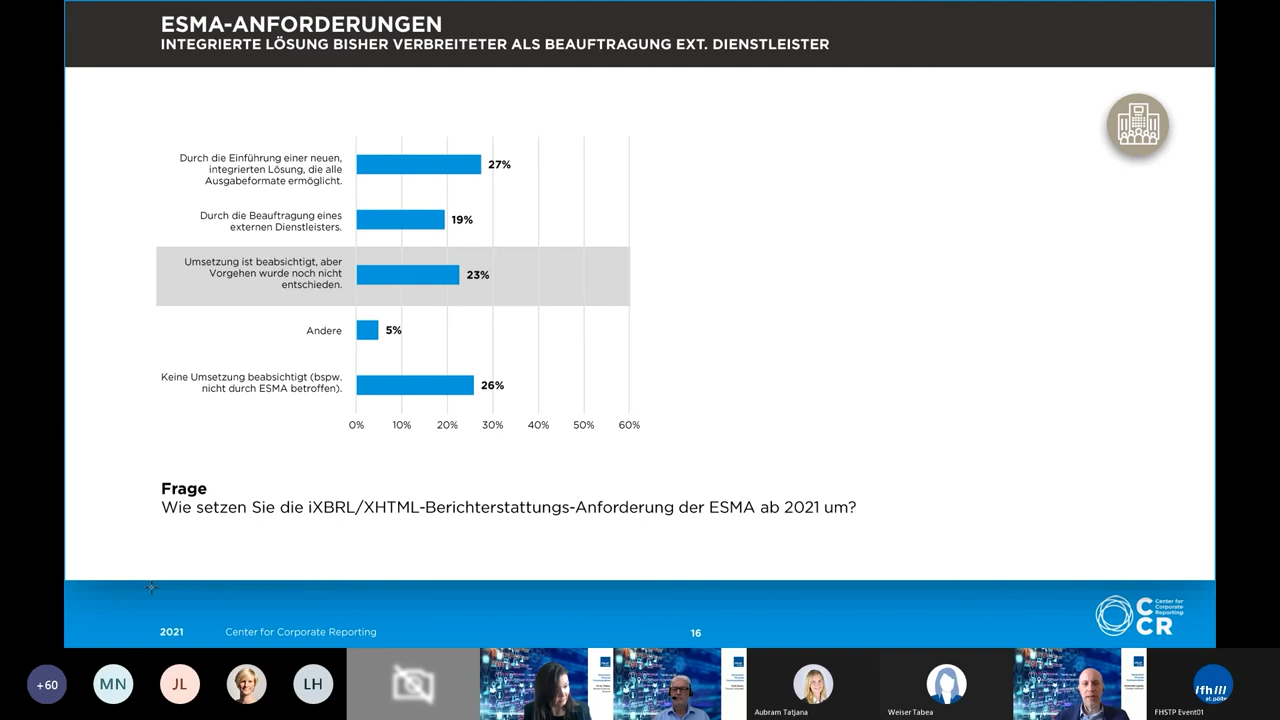 ESMA-ANFORDERUNGEN
INTEGRIERTE LÖSUNG BISHER VERBREITETER ALS BEAUFTRAGUNG EXT. DIENSTLEISTER
Durch die Einführung einer neuen,
integrierten Lösung, die alle
Ausgabeformate ermöglicht.
27%
Durch die Beauftragung eines
externen Dienstleisters.
19%
Umsetzung ist beabsichtigt, aber
Vorgehen wurde noch nicht
entschieden.
23%
Andere
5%
Keine Umsetzung beabsichtigt (bspw.
nicht durch ESMA betroffen).
26%
0% 10% 20% 30% 40% 50% 60%
Frage
Wie setzen Sie die iXBRL/XHTML-Berichterstattungs-Anforderung der ESMA ab 2021 um?
2021 Center for Corporate Reporting 16
C
CR
Center for
Corporate
Reporting
+60
MN
JL
LH
Aubram Tatjana
Weiser Tabea
fh
st. pölten
FHSTP Event01